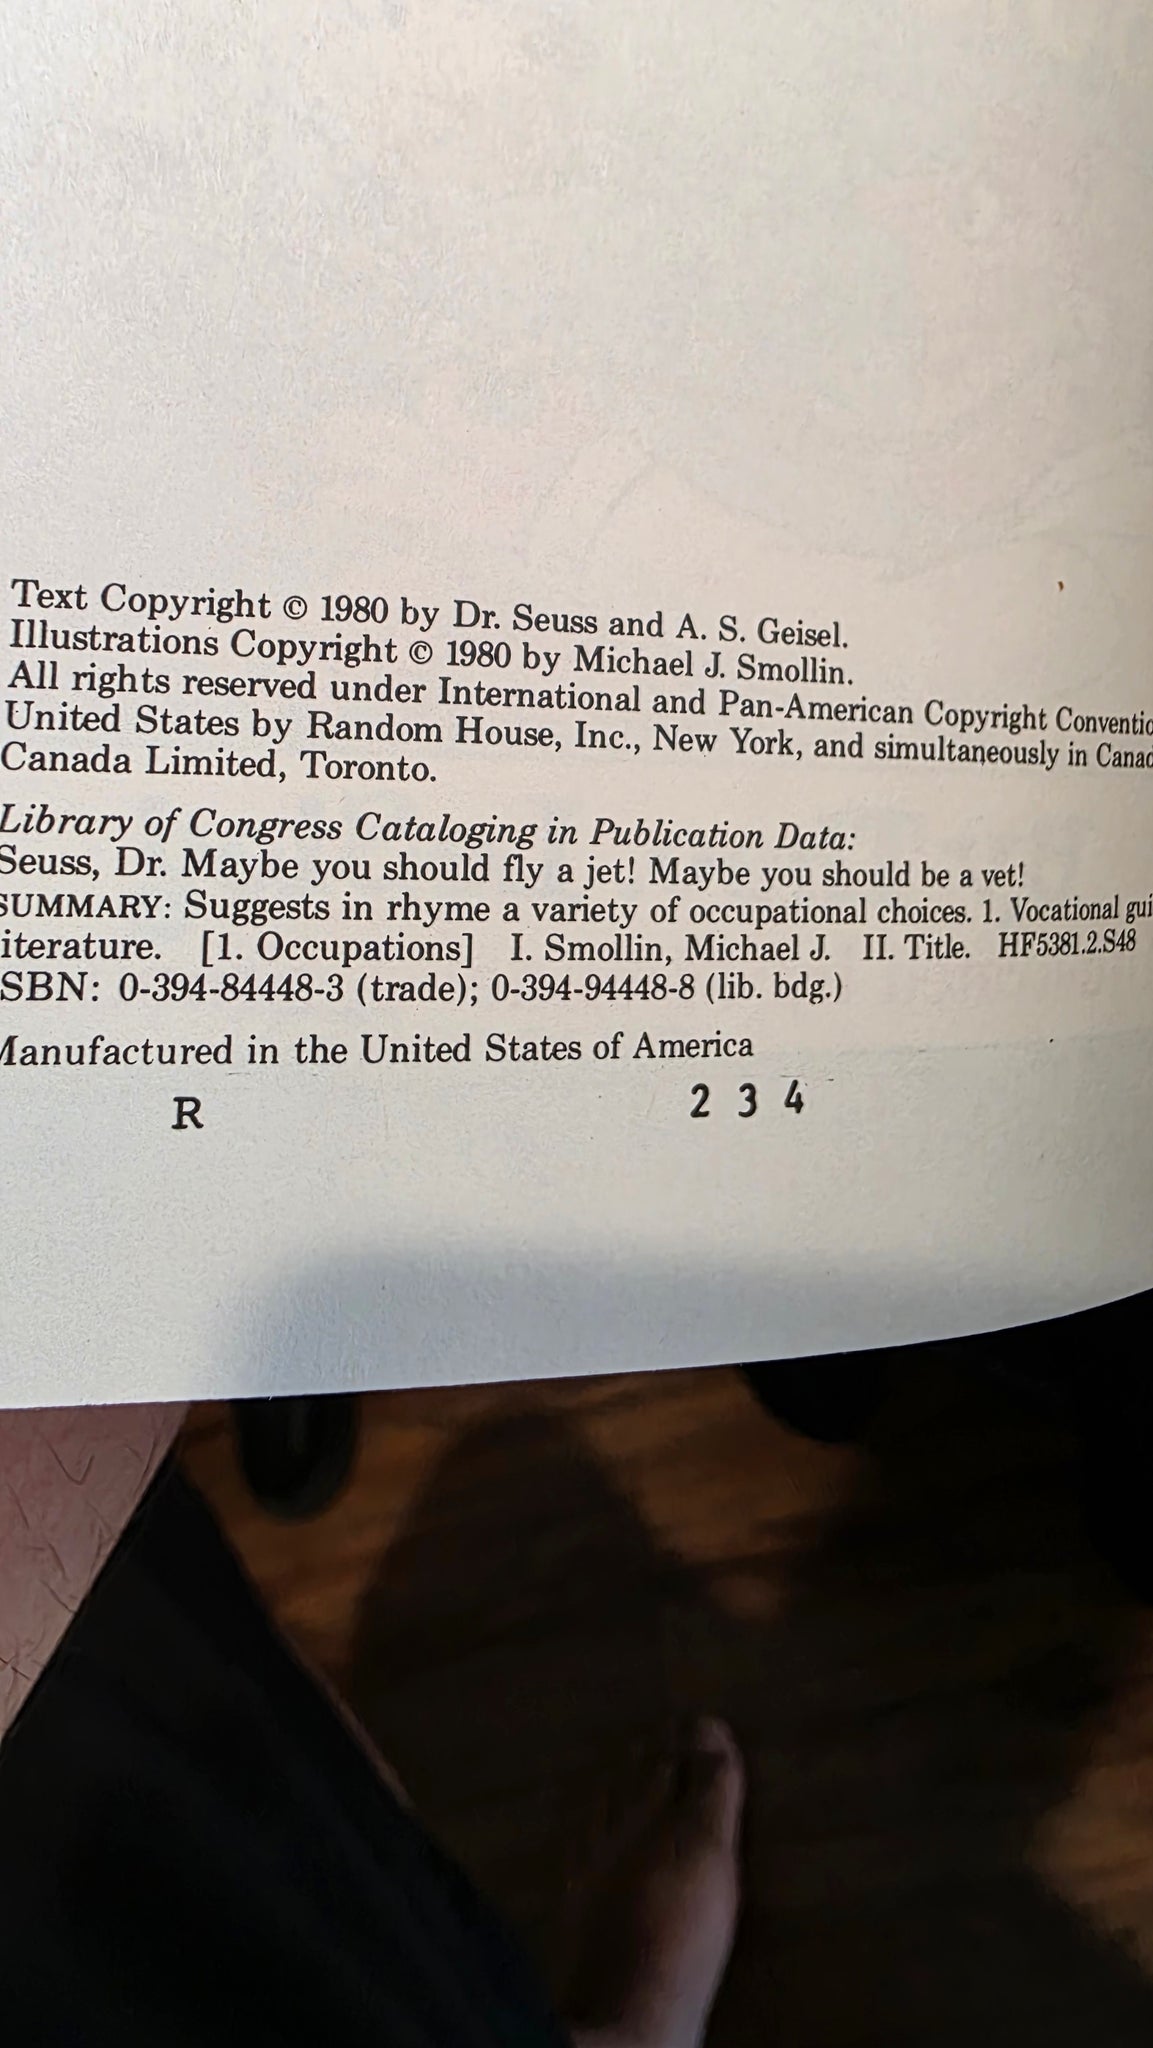 Text Copyright © 1980 by Dr. Seuss and A. S. Geisel.
Illustrations Copyright © 1980 by Michael J. Smollin.
All rights reserved under International and Pan-American Copyright Conventio
United States by Random House, Inc., New York, and simultaneously in Canad
Canada Limited, Toronto.
Library of Congress Cataloging in Publication Data:
Seuss, Dr. Maybe you should fly a jet! Maybe you should be a vet!
SUMMARY: Suggests in rhyme a variety of occupational choices. 1. Vocational gui
iterature. [1. Occupations] I. Smollin, Michael J. II. Title. HF5381.2.S48
SBN: 0-394-84448-3 (trade); 0-394-94448-8 (lib. bdg.)
Manufactured in the United States of America
R 2 3 4